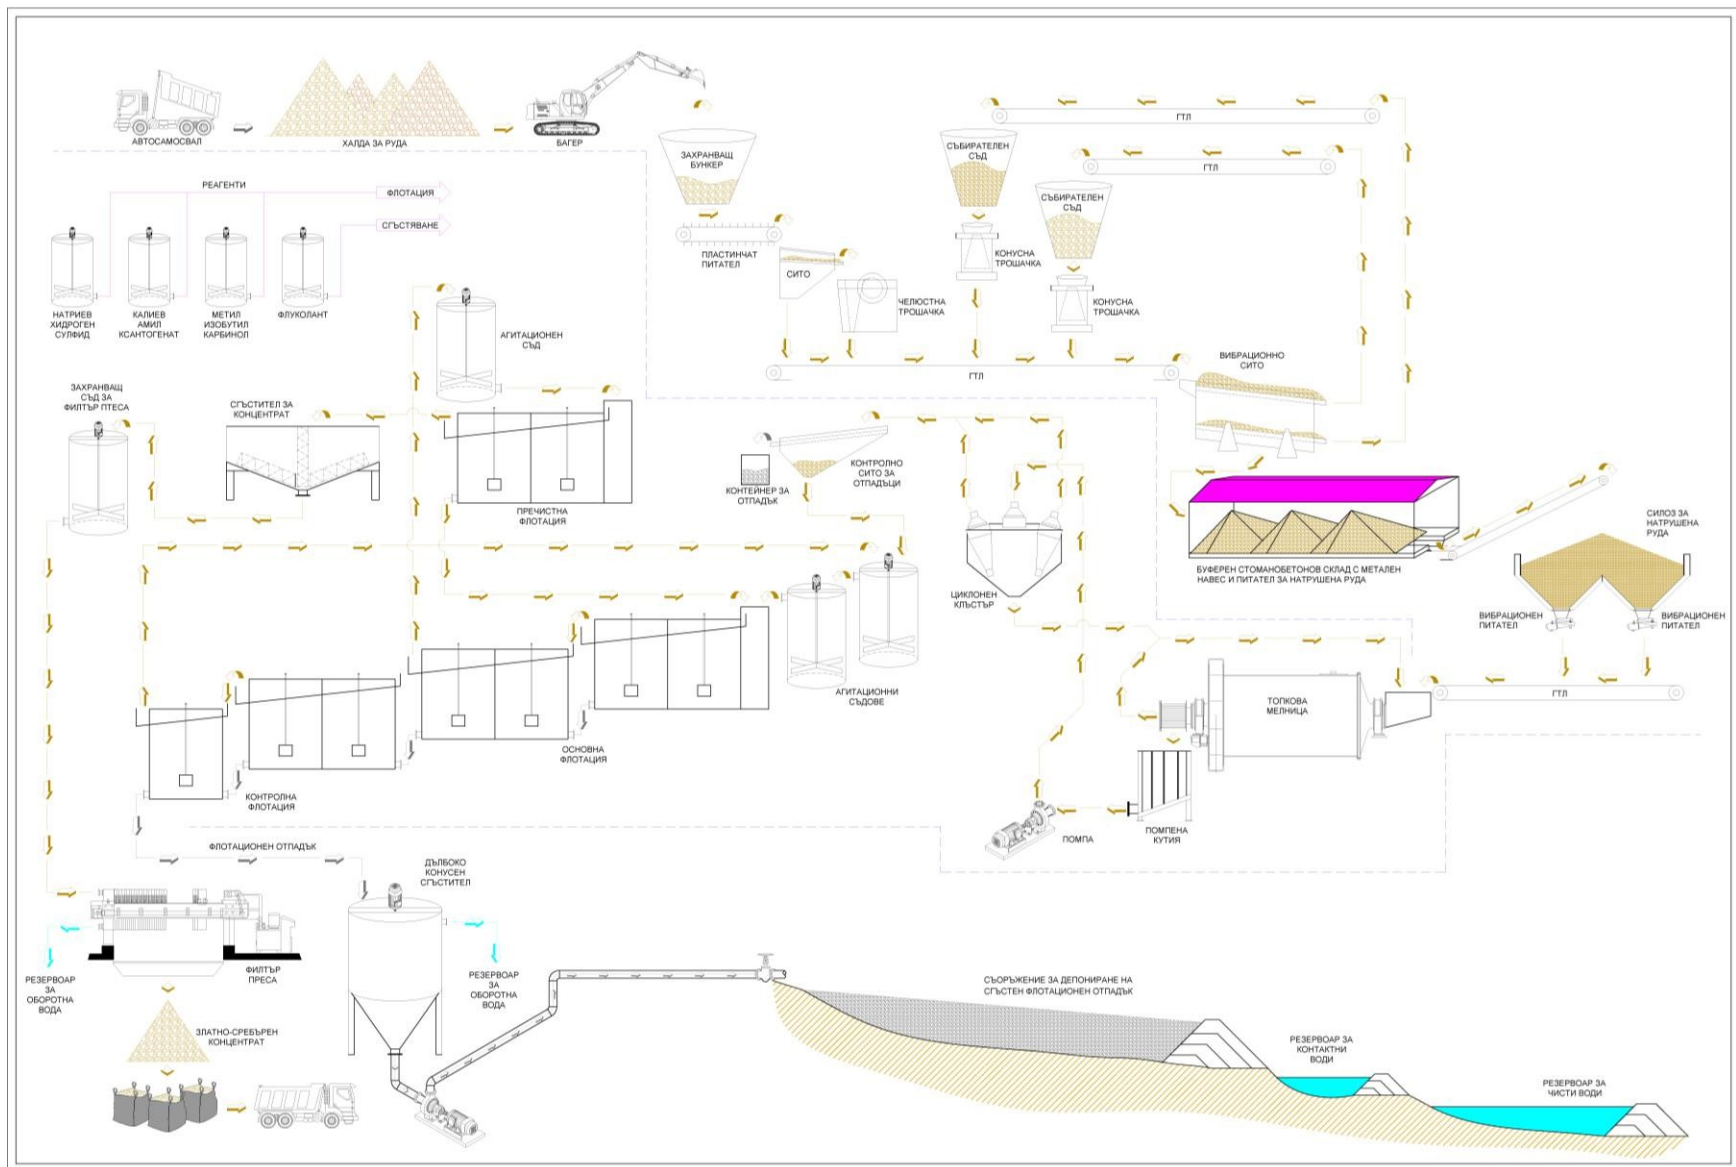 АВТОСАМОСВАЛ
ХАЛДА ЗА РУДА
БАГЕР
ЗАХРАНВАЩ
БУНКЕР
ПЛАСТИНЧАТ
ПИТАТЕЛ
СИТО
ЧЕЛЮСТНА
ТРОШАЧКА
СЪБИРАТЕЛЕН
СЪД
КОНУСНА
ТРОШАЧКА
СЪБИРАТЕЛЕН
СЪД
КОНУСНА
ТРОШАЧКА
ГТЛ
ГТЛ
ГТЛ
ВИБРАЦИОННО
СИТО
РЕАГЕНТИ
ФЛОТАЦИЯ
СГЪСТЯВАНЕ
НАТРИЕВ
ХИДРОГЕН
СУЛФИД
КАЛИЕВ
АМИЛ
КСАНТОГЕНАТ
МЕТИЛ
ИЗОБУТИЛ
КАРБИНОЛ
ФЛУКОЛАНТ
АГИТАЦИОНЕН
СЪД
ЗАХРАНВАЩ
СЪД ЗА
ФИЛТЪР ПТЕСА
СГЪСТИТЕЛ ЗА
КОНЦЕНТРАТ
ПРЕЧИСТНА
ФЛОТАЦИЯ
КОНТЕЙНЕР ЗА
ОТПАДЪК
КОНТРОЛНО
СИТО ЗА
ОТПАДЪЦИ
ЦИКЛОНЕН
КЛЪСТЪР
БУФЕРЕН СТОМАНОБЕТОНОВ СКЛАД С МЕТАЛЕН
НАВЕС И ПИТАТЕЛ ЗА НАТРУШЕНА РУДА
СИЛОЗ ЗА
НАТРУШЕНА
РУДА
ВИБРАЦИОНЕН
ПИТАТЕЛ
ВИБРАЦИОНЕН
ПИТАТЕЛ
ГТЛ
ТОПКОВА
МЕЛНИЦА
АГИТАЦИОННИ
СЪДОВЕ
ОСНОВНА
ФЛОТАЦИЯ
КОНТРОЛНА
ФЛОТАЦИЯ
ПОМПА
ПОМПЕНА
КУТИЯ
ФЛОТАЦИОНЕН ОТПАДЪК
ДЪЛБОКО
КОНУСЕН
СГЪСТИТЕЛ
РЕЗЕРВОАР
ЗА
ОБОРОТНА
ВОДА
ФИЛТЪР
ПРЕСА
РЕЗЕРВОАР
ЗА
ОБОРОТНА
ВОДА
ЗЛАТНО-СРЕБЪРЕН
КОНЦЕНТРАТ
СЪОРЪЖЕНИЕ ЗА ДЕПОНИРАНЕ НА
СГЪСТЕН ФЛОТАЦИОНЕН ОТПАДЪК
РЕЗЕРВОАР ЗА
КОНТАКТНИ
ВОДИ
РЕЗЕРВОАР ЗА
ЧИСТИ ВОДИ